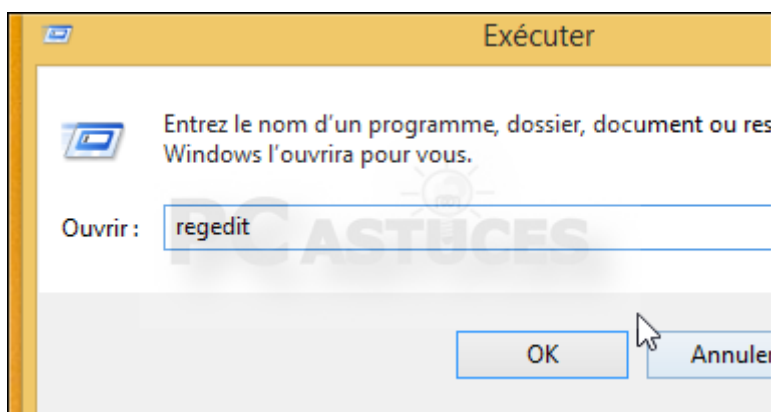 Exécuter
Entrez le nom d'un programme, dossier, document ou res
Windows l'ouvrira pour vous.
Ouvrir :
regedit
PC ASTUCES
OK
Annuler